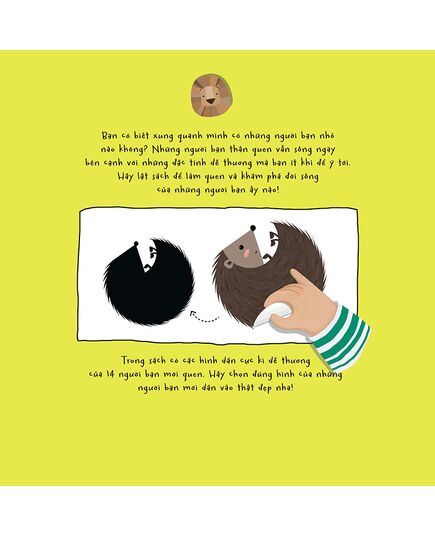 Bạn có biết xung quanh mình có những người bạn nhỏ
nào không? Những người bạn thân quen vẫn sống ngay
bên cạnh với những đặc tính dễ thương mà bạn ít khi để ý tới.
Hãy lật sách để làm quen và khám phá đời sống
của những người bạn ấy nào!
Trong sách có các hình dán cực kì dễ thương
của 14 người bạn mới quen. Hãy chọn đúng hình của những
người bạn mới dán vào thật đẹp nha!